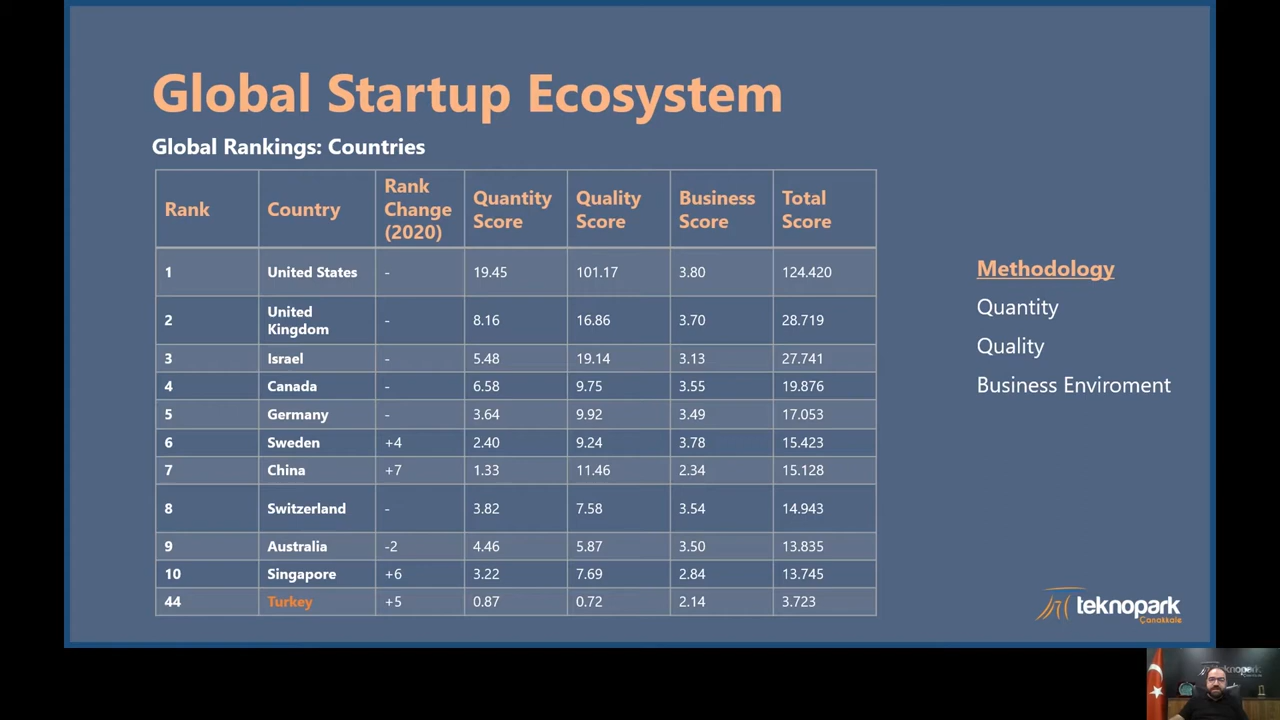 Global Startup Ecosystem
Global Rankings: Countries
Rank Country Rank Change (2020) Quantity Score Quality Score Business Score Total Score
1 United States - 19.45 101.17 3.80 124.420
2 United Kingdom - 8.16 16.86 3.70 28.719
3 Israel - 5.48 19.14 3.13 27.741
4 Canada - 6.58 9.75 3.55 19.876
5 Germany - 3.64 9.92 3.49 17.053
6 Sweden +4 2.40 9.24 3.78 15.423
7 China +7 1.33 11.46 2.34 15.128
8 Switzerland - 3.82 7.58 3.54 14.943
9 Australia -2 4.46 5.87 3.50 13.835
10 Singapore +6 3.22 7.69 2.84 13.745
44 Turkey +5 0.87 0.72 2.14 3.723
Methodology
Quantity
Quality
Business Enviroment
teknopark
Çanakkale
teknopark